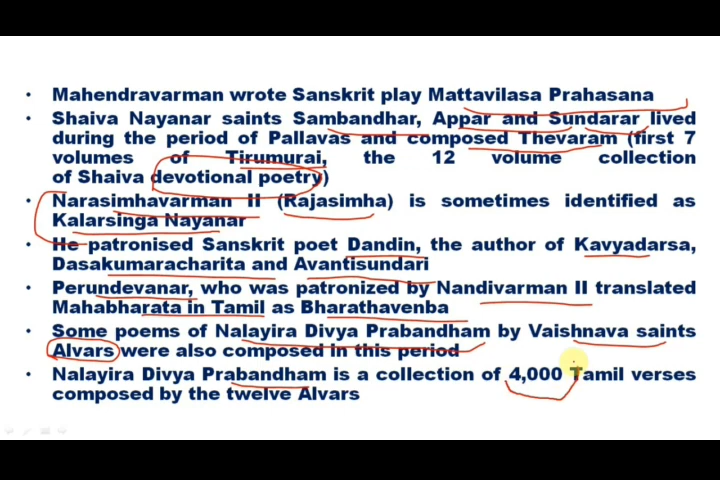 • Mahendravarman wrote Sanskrit play Mattavilasa Prahasana
• Shaiva Nayanar saints Sambandhar, Appar and Sundarar lived
during the period of Pallavas and composed Thevaram (first 7
volumes of Tirumurai, the 12 volume collection
of Shaiva devotional poetry)
• Narasimhavarman II (Rajasimha) is sometimes identified as
Kalarsinga Nayanar
• He patronised Sanskrit poet Dandin, the author of Kavyadarsa,
Dasakumaracharita and Avantisundari
• Perundevanar, who was patronized by Nandivarman II translated
Mahabharata in Tamil as Bharathavenba
• Some poems of Nalayira Divya Prabandham by Vaishnava saints
Alvars were also composed in this period
• Nalayira Divya Prabandham is a collection of 4,000 Tamil verses
composed by the twelve Alvars